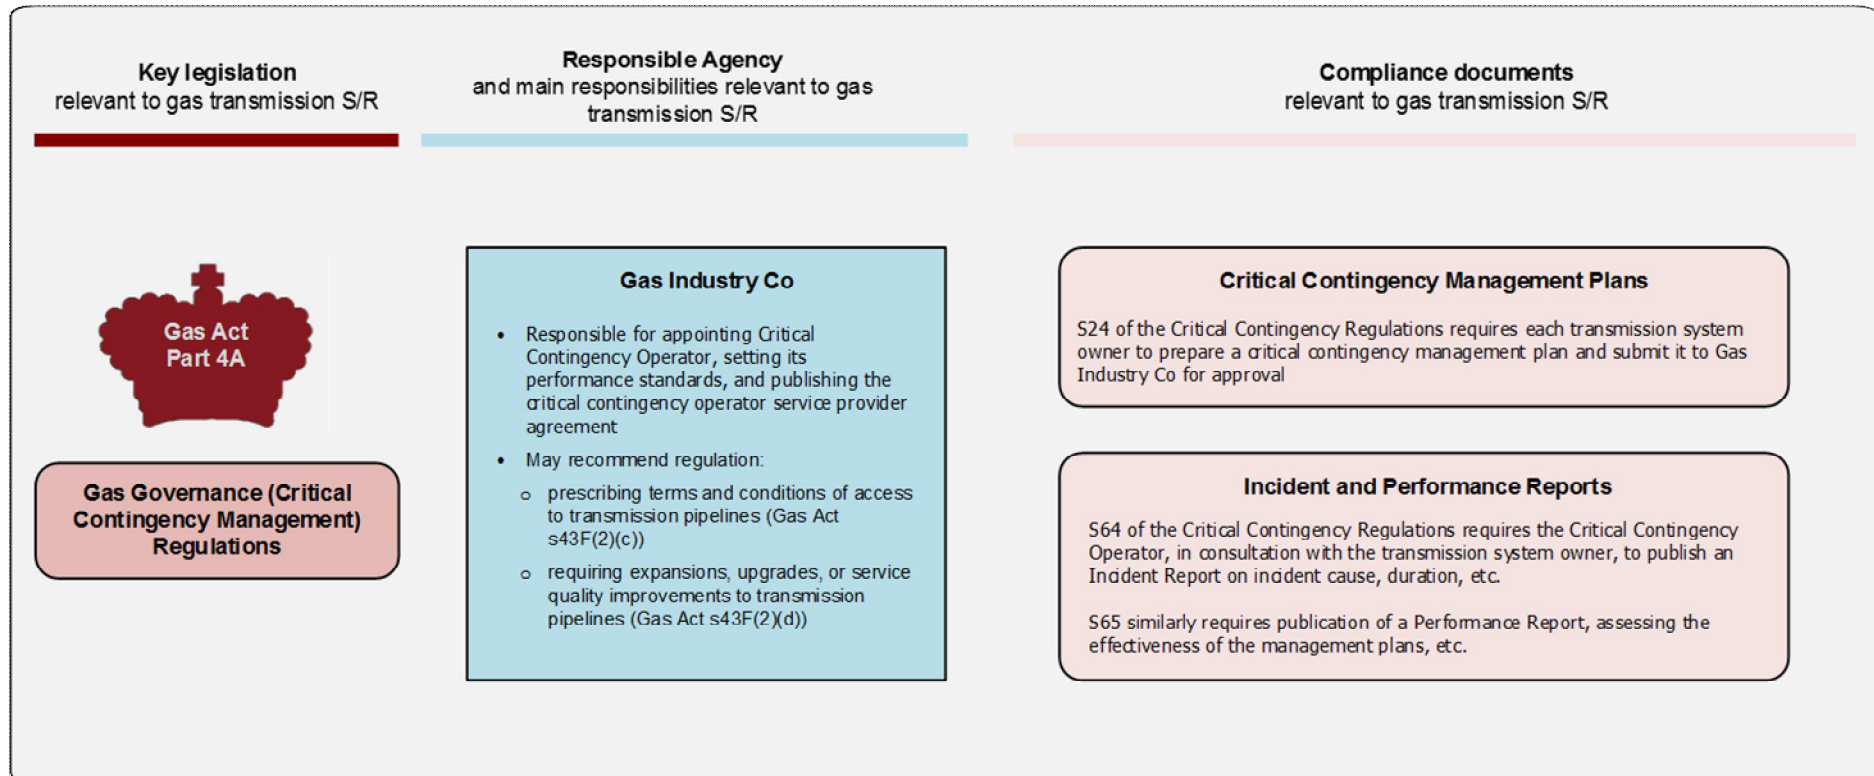 Key legislation
relevant to gas transmission S/R
Responsible Agency
and main responsibilities relevant to gas
transmission S/R
Compliance documents
relevant to gas transmission S/R
Gas Act
Part 4A
Gas Governance (Critical
Contingency Management)
Regulations
Gas Industry Co
• Responsible for appointing Critical
Contingency Operator, setting its
performance standards, and publishing the
critical contingency operator service provider
agreement
• May recommend regulation:
o prescribing terms and conditions of access
to transmission pipelines (Gas Act
s43F(2)(c))
o requiring expansions, upgrades, or service
quality improvements to transmission
pipelines (Gas Act s43F(2)(d))
Critical Contingency Management Plans
S24 of the Critical Contingency Regulations requires each transmission system
owner to prepare a critical contingency management plan and submit it to Gas
Industry Co for approval
Incident and Performance Reports
S64 of the Critical Contingency Regulations requires the Critical Contingency
Operator, in consultation with the transmission system owner, to publish an
Incident Report on incident cause, duration, etc.
S65 similarly requires publication of a Performance Report, assessing the
effectiveness of the management plans, etc.